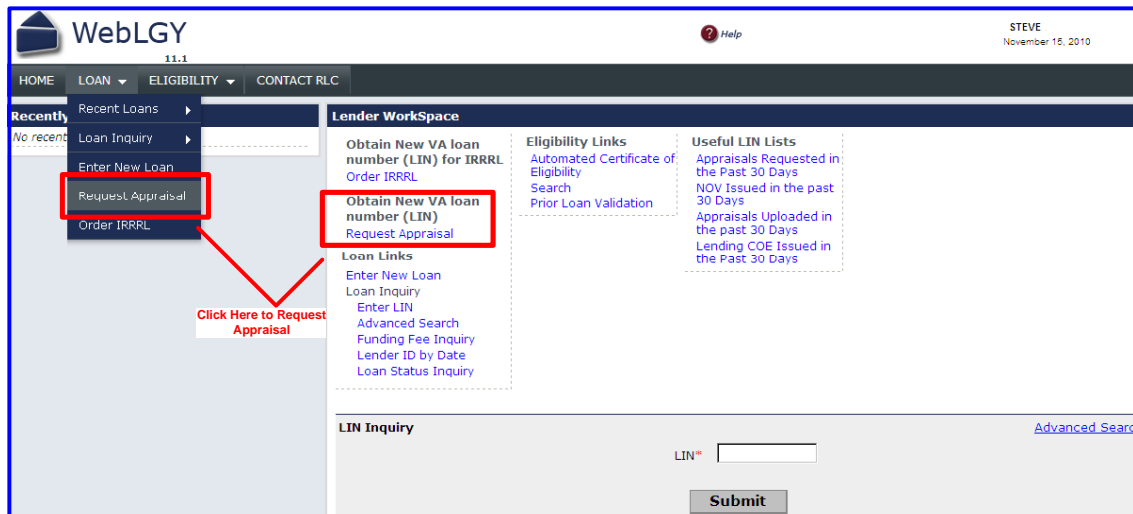 WebLGY
11.1
Help
STEVE
November 15, 2010
HOME LOAN ELIGIBILITY CONTACT RLC
Recently
No recent
Recent Loans
Loan Inquiry
Enter New Loan
Request Appraisal
Order IRRRL
Click Here to Request
Appraisal
Lender WorkSpace
Obtain New VA loan
number (LIN) for IRRRL
Order IRRRL
Obtain New VA loan
number (LIN)
Request Appraisal
Loan Links
Enter New Loan
Loan Inquiry
Enter LIN
Advanced Search
Funding Fee Inquiry
Lender ID by Date
Loan Status Inquiry
Eligibility Links
Automated Certificate of
Eligibility
Search
Prior Loan Validation
Useful LIN Lists
Appraisals Requested in
the Past 30 Days
NOV Issued in the past
30 Days
Appraisals Uploaded in
the past 30 Days
Lending COE Issued in
the Past 30 Days
LIN Inquiry
Advanced Searc
LIN*
Submit